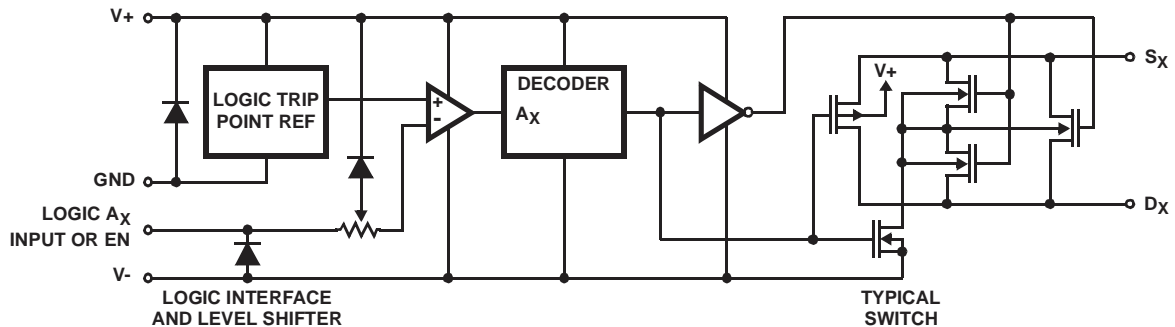 V+
LOGIC TRIP
POINT REF
GND
LOGIC AX
INPUT OR EN
V-
LOGIC INTERFACE
AND LEVEL SHIFTER
+
-
DECODER
AX
V+
SX
DX
TYPICAL
SWITCH